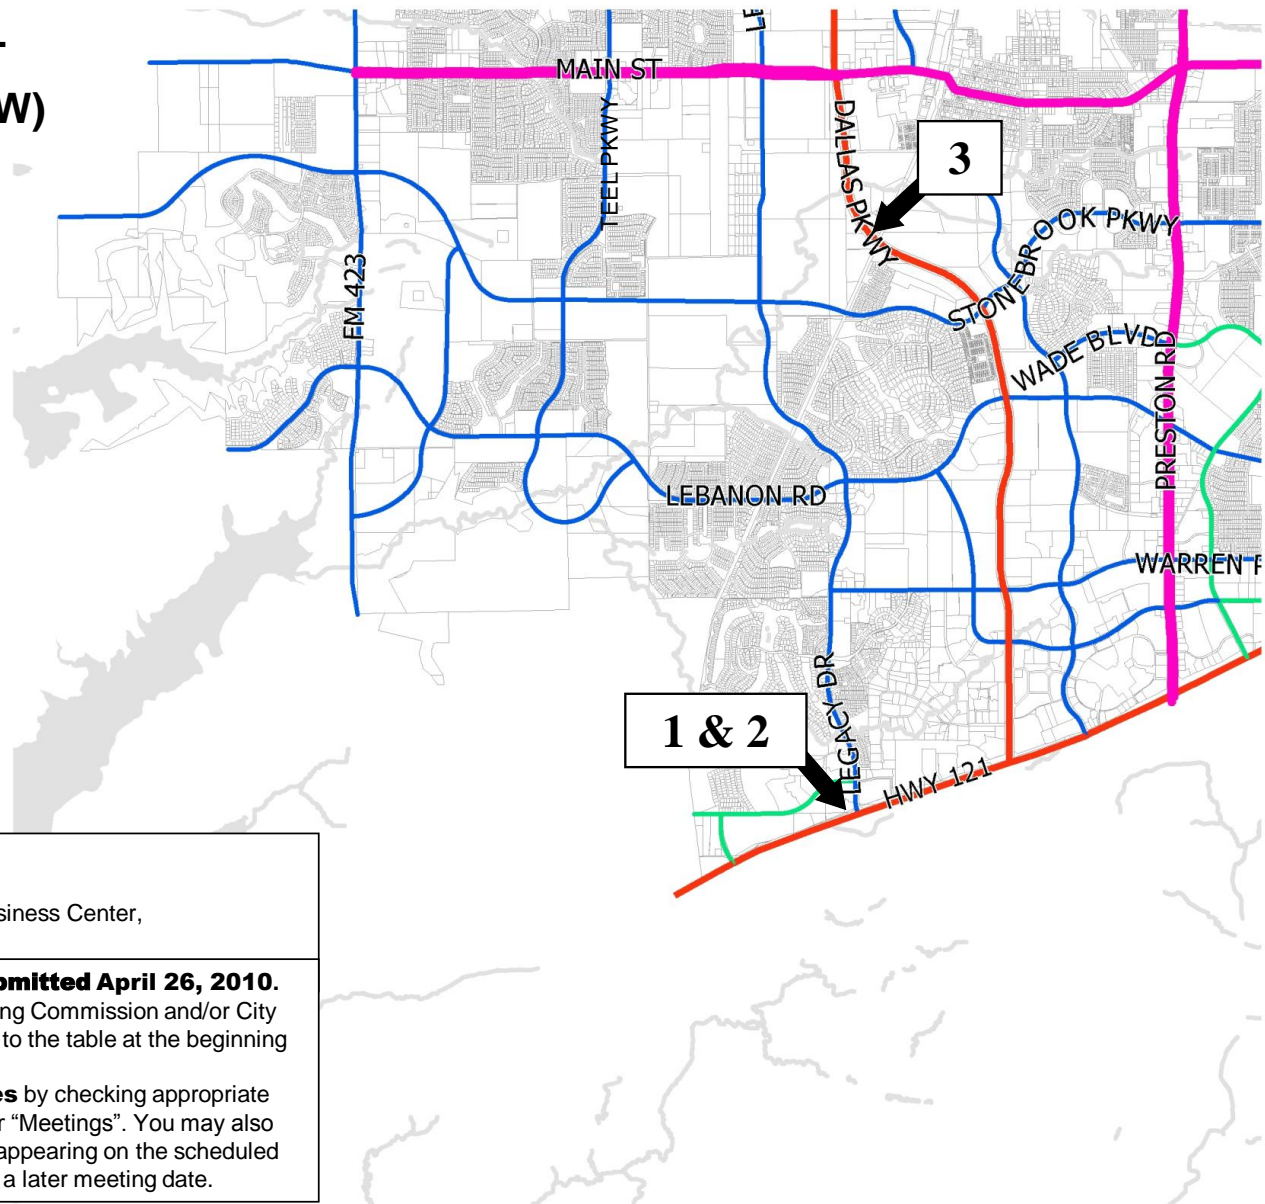 W)
LE
MAIN ST
TEEL PKWY
DALLAS PKWY
3
STONEBROOK PKWY
FM 423
WADE BLVD
PRESTON RD
LEBANON RD
WARREN
LEGACY DR
1 & 2
HWY 121
siness Center,
bmitted April 26, 2010.
ng Commission and/or City
to the table at the beginning
es by checking appropriate
r “Meetings”. You may also
appearing on the scheduled
a later meeting date.